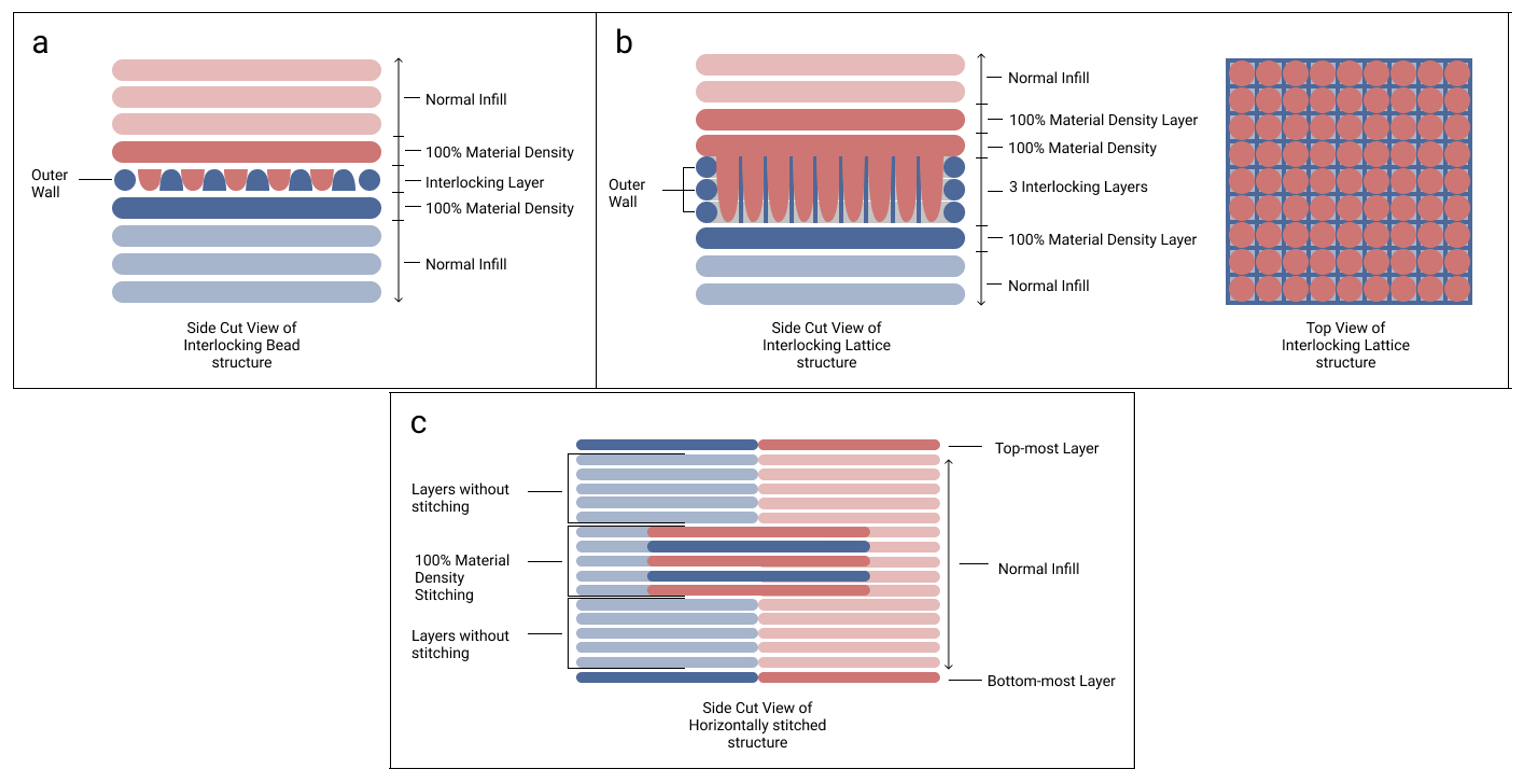 a
Normal Infill
100% Material Density
Outer
Wall
Interlocking Layer
100% Material Density
Normal Infill
Side Cut View of
Interlocking Bead
structure
b
Normal Infill
100% Material Density Layer
100% Material Density
Outer
Wall
3 Interlocking Layers
100% Material Density Layer
Normal Infill
Side Cut View of
Interlocking Lattice
structure
Top View of
Interlocking Lattice
structure
c
Top-most Layer
Layers without
stitching
100% Material
Density
Stitching
Normal Infill
Layers without
stitching
Bottom-most Layer
Side Cut View of
Horizontally stitched
structure